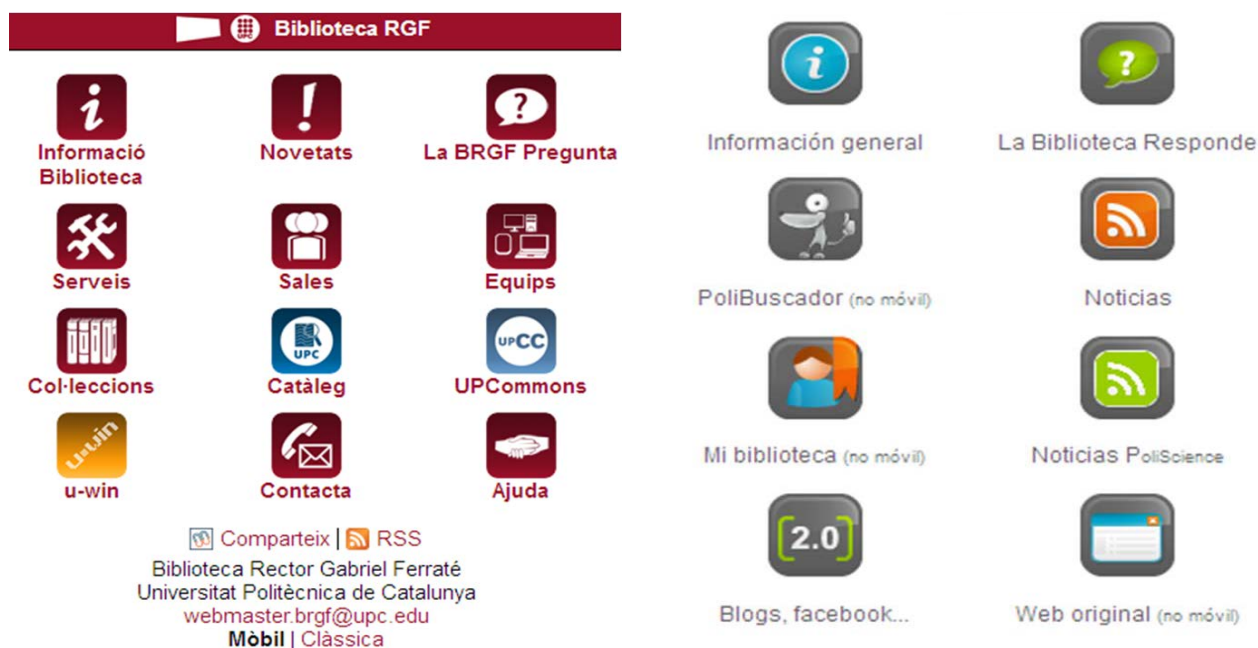 Biblioteca RGF
Informació
Biblioteca
Novetats
La BRGF Pregunta
Serveis
Sales
Equips
UPC
UPCC
Col·leccions
Catàleg
UPCommons
u-win
u-win
Contacta
Ajuda
Comparteix | RSS
Biblioteca Rector Gabriel Ferraté
Universitat Politècnica de Catalunya
webmaster.brgf@upc.edu
Mòbil | Clàssica
Información general
La Biblioteca Responde
PoliBuscador (no móvil)
Noticias
Mi biblioteca (no móvil)
Noticias PoliScience
[2.0]
Blogs, facebook...
Web original (no móvil)